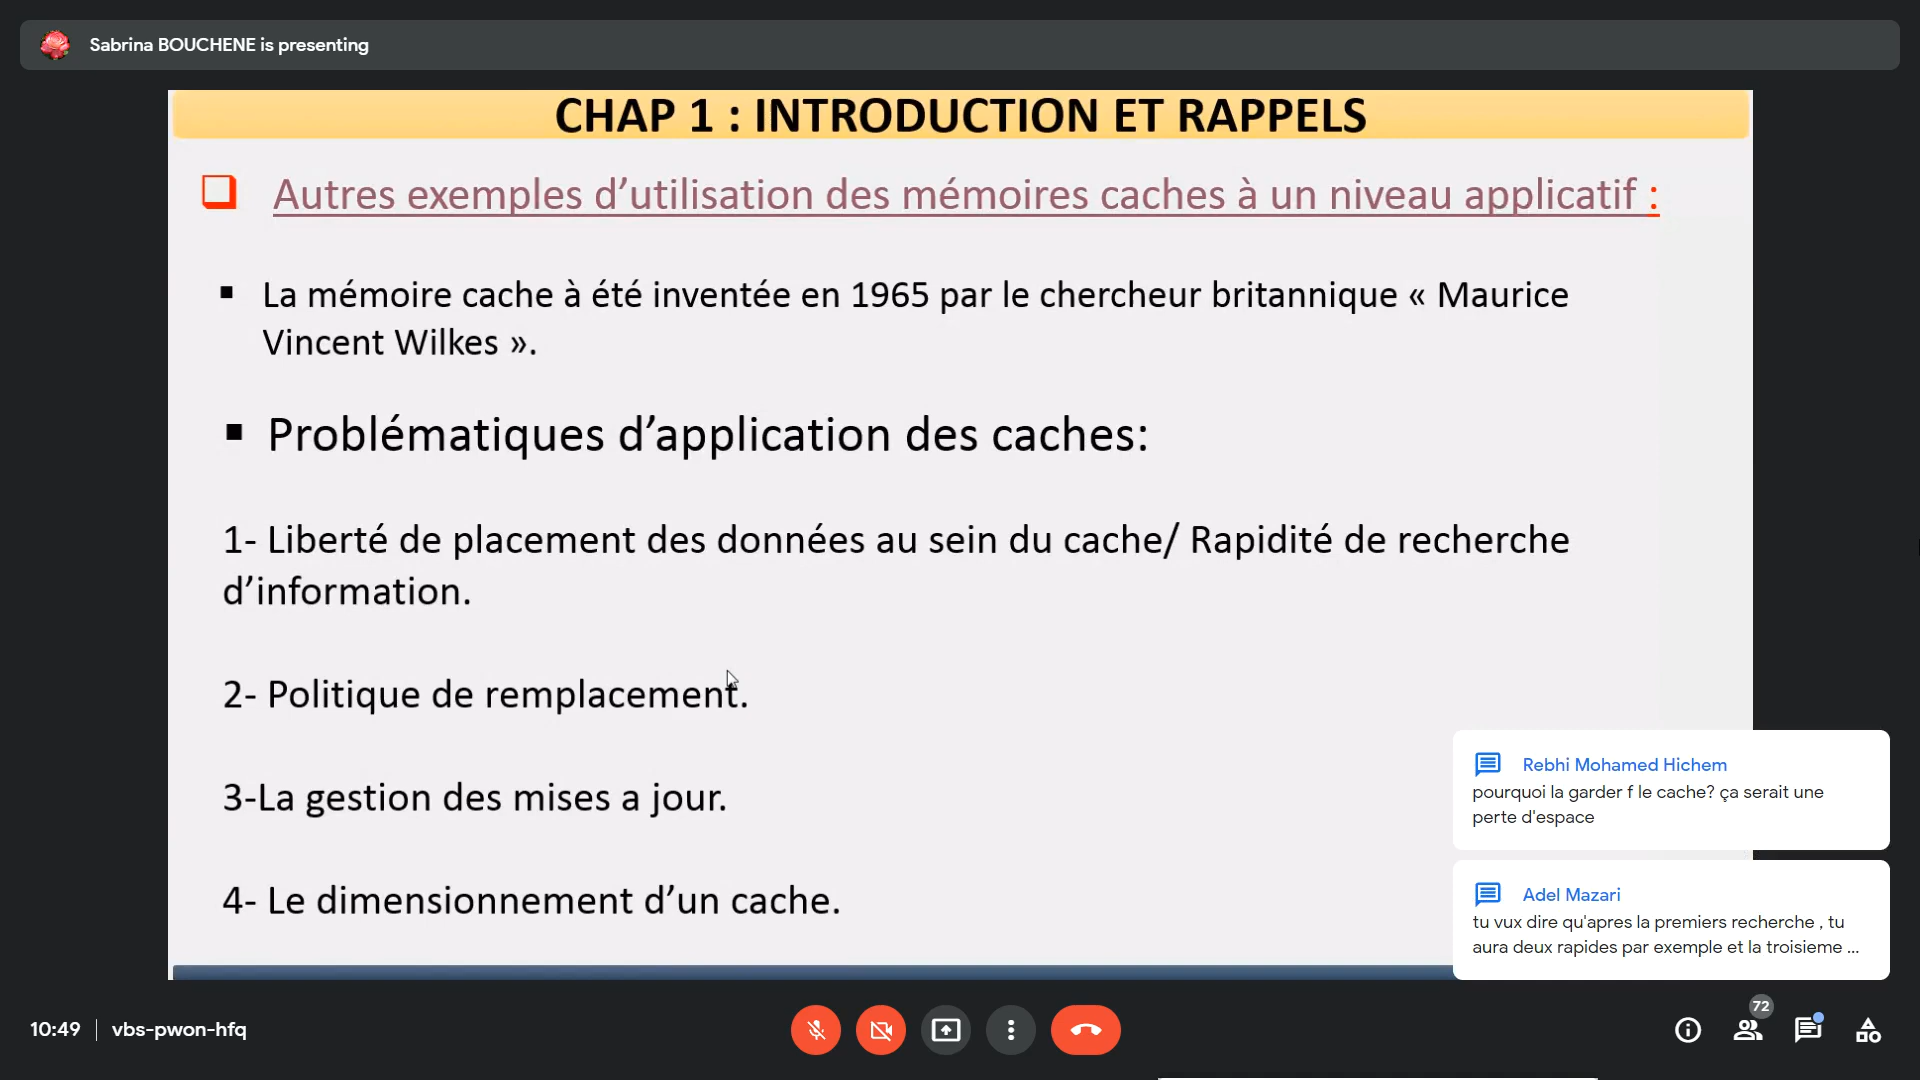 Sabrina BOUCHENE is presenting
CHAP 1 : INTRODUCTION ET RAPPELS
Autres exemples d’utilisation des mémoires caches à un niveau applicatif :
La mémoire cache à été inventée en 1965 par le chercheur britannique « Maurice
Vincent Wilkes ».
Problématiques d’application des caches:
1- Liberté de placement des données au sein du cache/ Rapidité de recherche
d’information.
2- Politique de remplacement.
3-La gestion des mises a jour.
4- Le dimensionnement d’un cache.
Rebhi Mohamed Hichem
pourquoi la garder f le cache? ça serait une
perte d'espace
Adel Mazari
tu vux dire qu'apres la premiers recherche , tu
aura deux rapides par exemple et la troisieme ...
10:49 | vbs-pwon-hfq
72